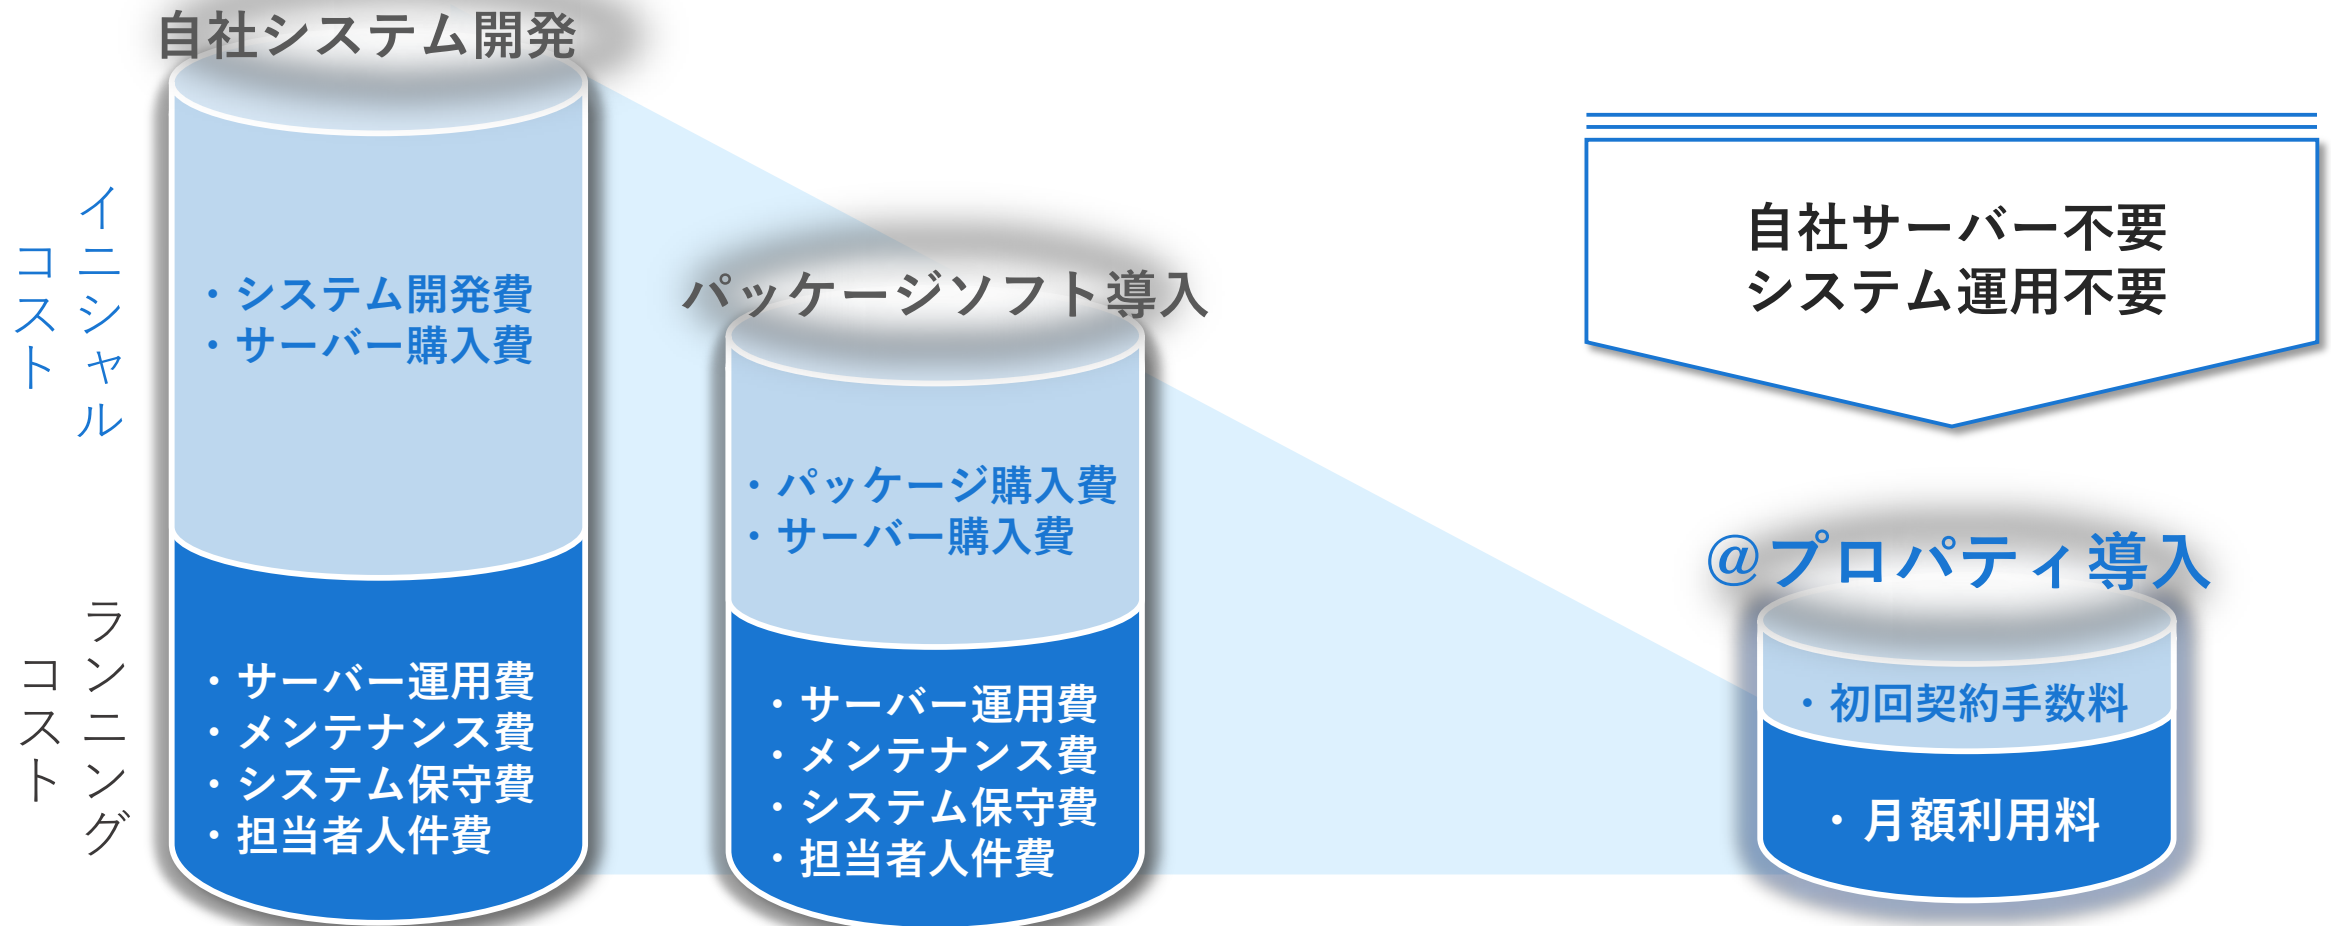 自社システム開発
イニシャル
コスト
・システム開発費
・サーバー購入費
ランニング
コスト
・サーバー運用費
・メンテナンス費
・システム保守費
・担当者人件費
パッケージソフト導入
・パッケージ購入費
・サーバー購入費
・サーバー運用費
・メンテナンス費
・システム保守費
・担当者人件費
自社サーバー不要
システム運用不要
@プロパティ導入
・初回契約手数料
・月額利用料